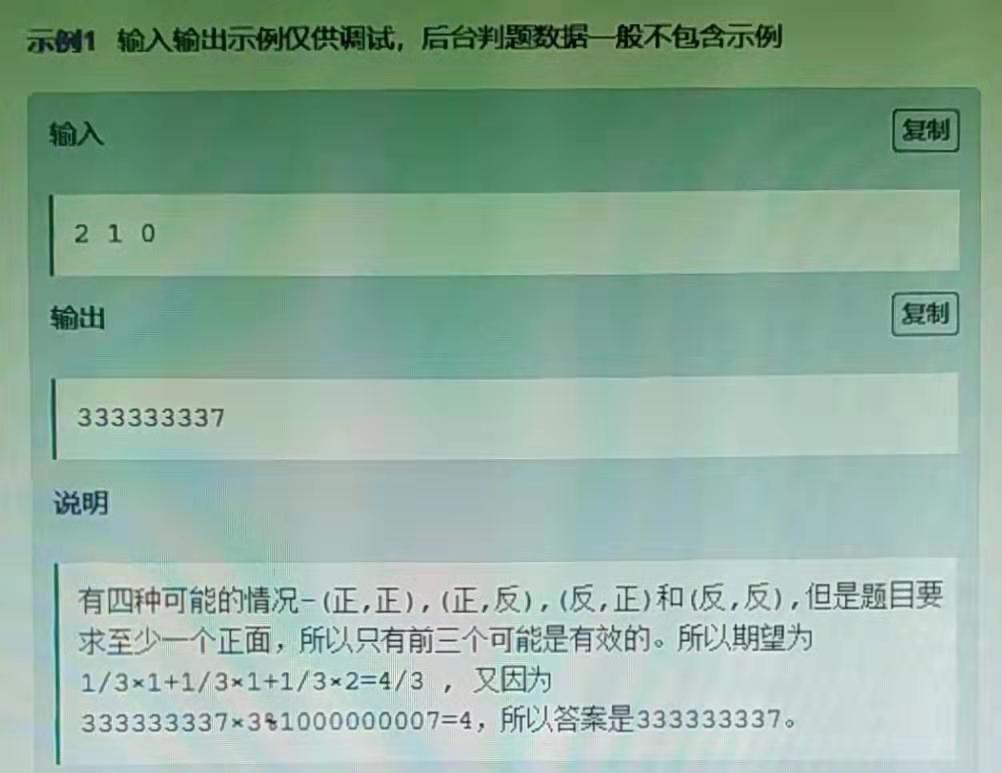 示例1 输入输出示例仅供调试，后台判题数据一般不包含示例
输入
复制
2 1 0
输出
复制
333333337
说明
有四种可能的情况-(正,正),(正,反),(反,正)和(反,反),但是题目要
求至少一个正面，所以只有前三个可能是有效的。所以期望为
1/3×1+1/3×1+1/3×2=4/3 ，又因为
333333337×3%1000000007=4，所以答案是333333337。